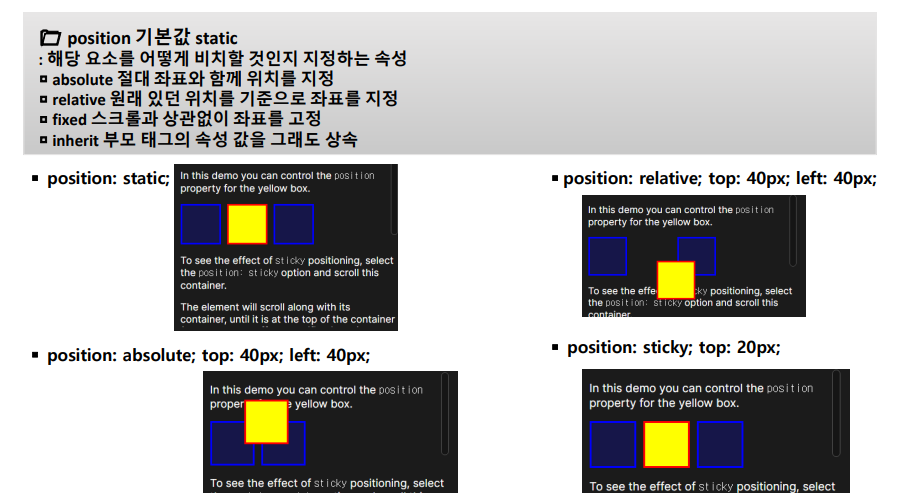 position 기본값 static
: 해당 요소를 어떻게 비치할 것인지 지정하는 속성
absolute 절대 좌표와 함께 위치를 지정
relative 원래 있던 위치를 기준으로 좌표를 지정
fixed 스크롤과 상관없이 좌표를 고정
inherit 부모 태그의 속성 값을 그래도 상속
▪ position: static;
In this demo you can control the position
property for the yellow box.
To see the effect of sticky positioning, select
the position: sticky option and scroll this
container.
The element will scroll along with its
container, until it is at the top of the container
▪ position: relative; top: 40px; left: 40px;
In this demo you can control the position
property for the yellow box.
To see the effe cky positioning, select
the position: sticky option and scroll this
container
▪ position: absolute; top: 40px; left: 40px;
In this demo you can control the position
proper e yellow box.
To see the effect of sticky positioning, select
▪ position: sticky; top: 20px;
In this demo you can control the position
property for the yellow box.
To see the effect of sticky positioning, select